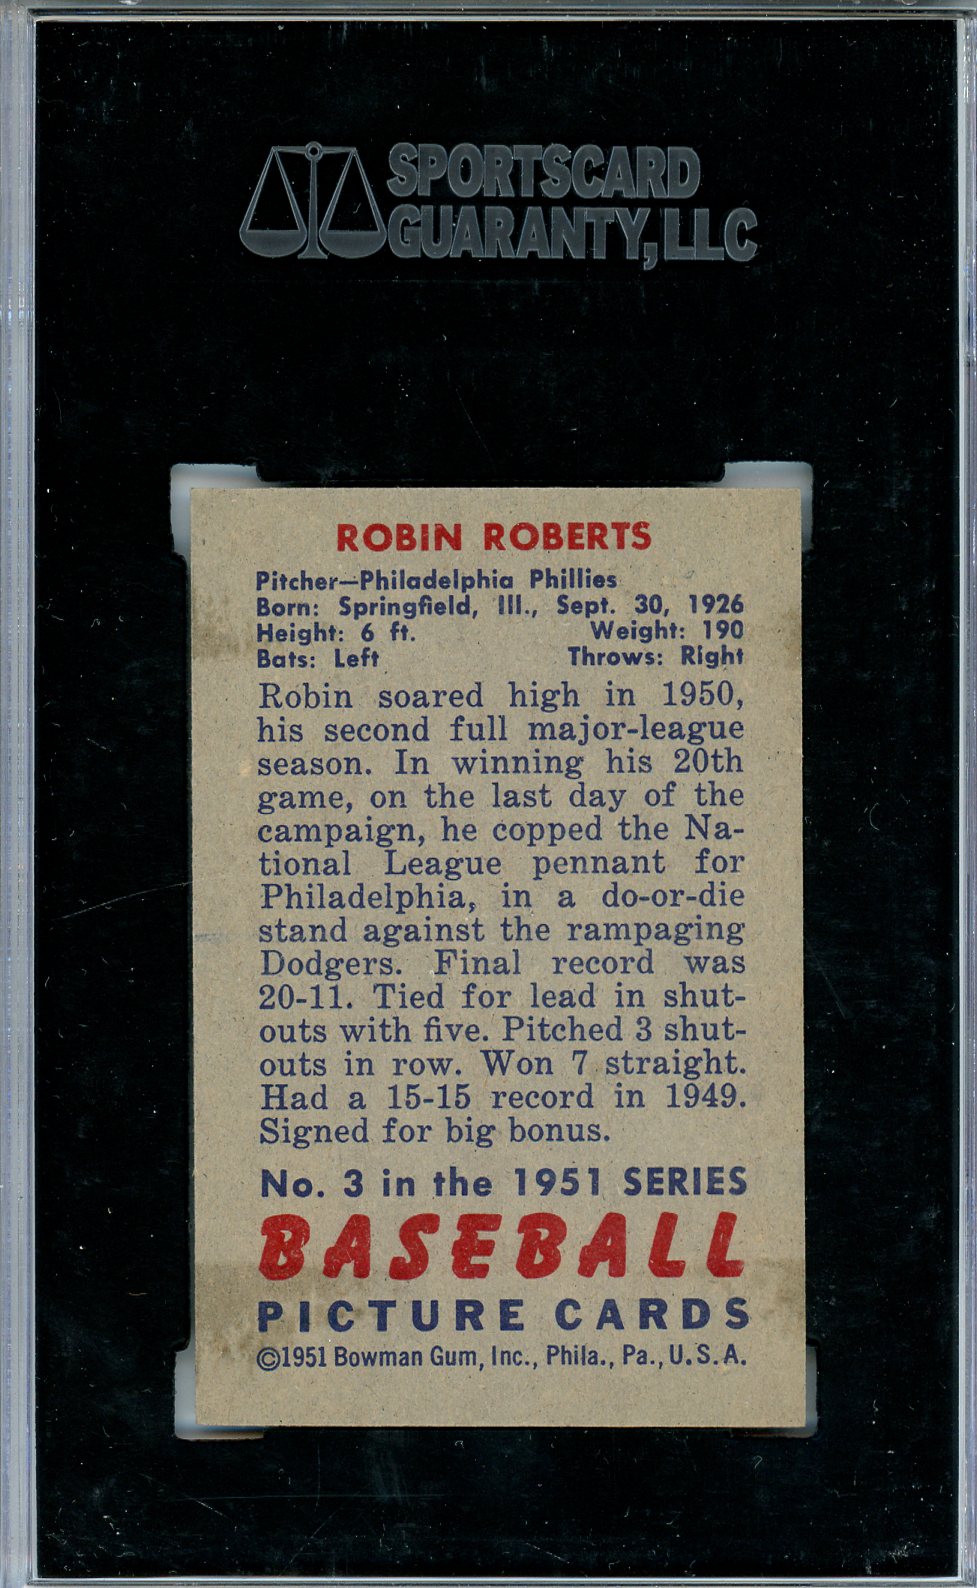 SPORTSCARD
GUARANTY, LLC
ROBIN ROBERTS
Pitcher—Philadelphia Phillies
Born: Springfield, Ill., Sept. 30, 1926
Height: 6 ft. Weight: 190
Bats: Left Throws: Right
Robin soared high in 1950,
his second full major-league
season. In winning his 20th
game, on the last day of the
campaign, he copped the Na-
tional League pennant for
Philadelphia, in a do-or-die
stand against the rampaging
Dodgers. Final record was
20-11. Tied for lead in shut-
outs with five. Pitched 3 shut-
outs in row. Won 7 straight.
Had a 15-15 record in 1949.
Signed for big bonus.
No. 3 in the 1951 SERIES
BASEBALL
PICTURE CARDS
©1951 Bowman Gum, Inc., Phila., Pa., U.S.A.